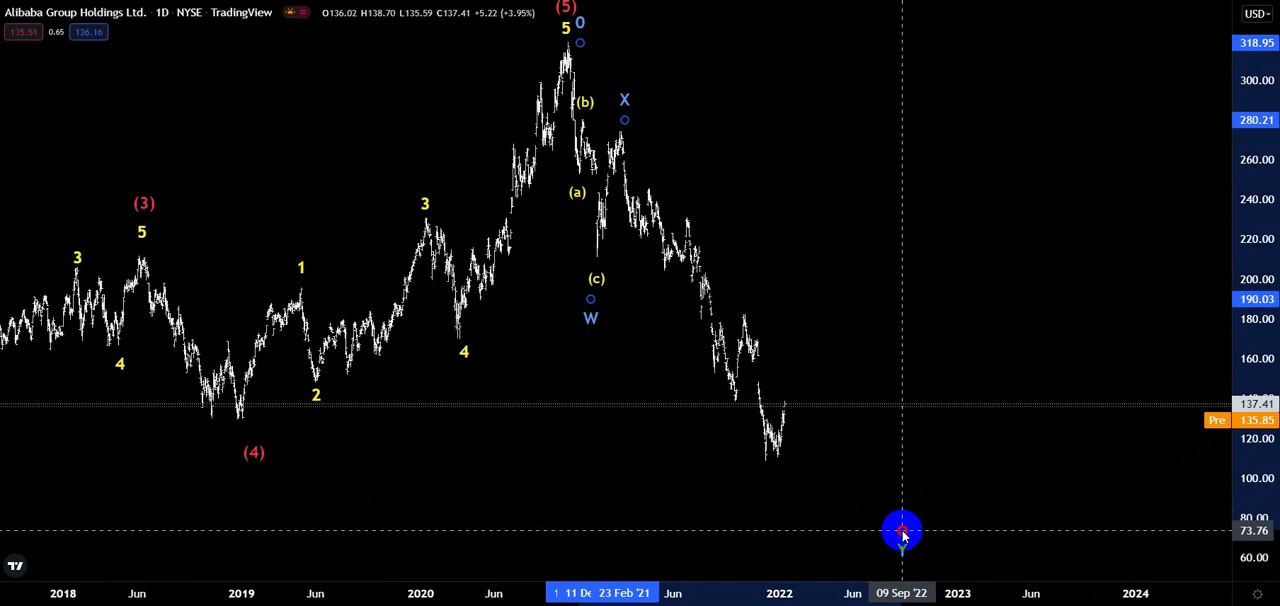 Alibaba Group Holdings Ltd. · 1D · NYSE · TradingView O136.02 H138.70 L135.59 C137.41 +5.22 (+3.95%)
USD
135.51 0.65 136.16
(5)
0
5
318.95
300.00
(b)
X
280.21
260.00
(a)
240.00
(3)
3
5
220.00
3
1
(c)
200.00
190.03
W
180.00
4
4
160.00
2
137.41
Pre 135.85
120.00
(4)
100.00
80.00
73.76
Y
60.00
2018 Jun 2019 Jun 2020 Jun 11 De 23 Feb '21 Jun 2022 Jun 09 Sep '22 2023 Jun 2024